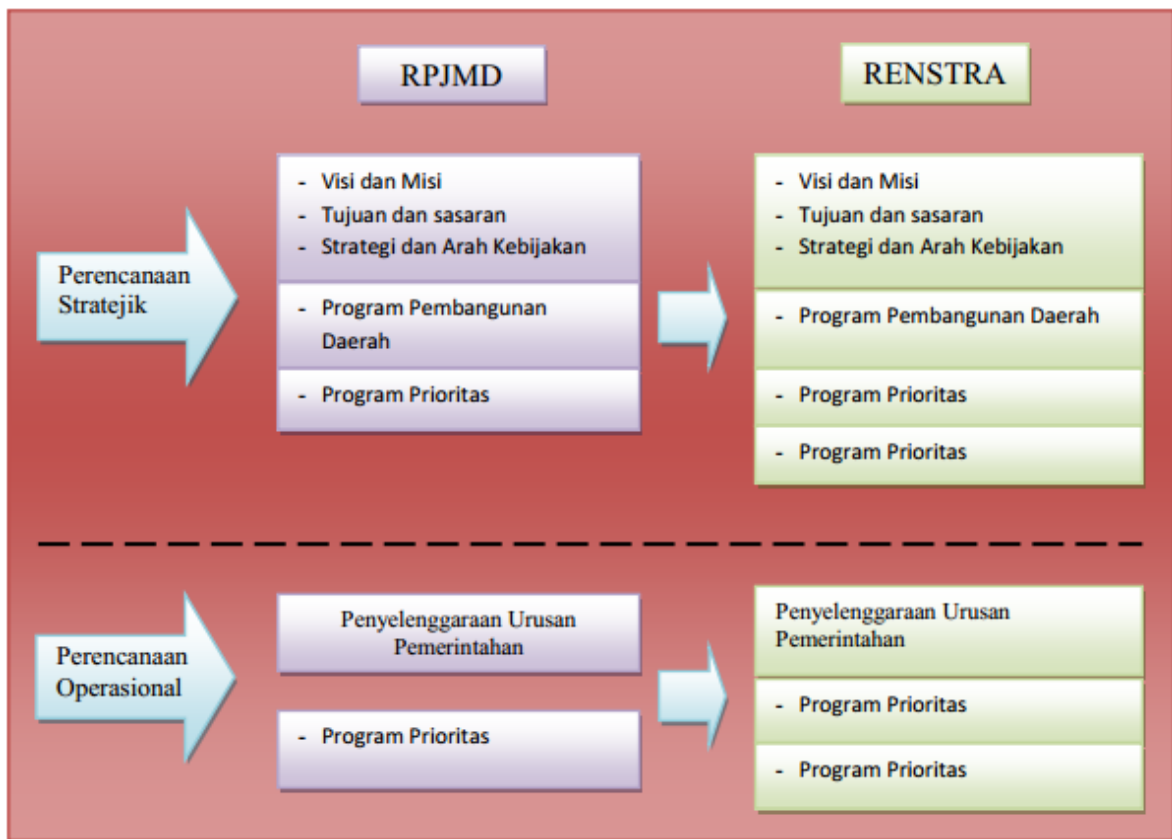 RPJMD
RENSTRA
Perencanaan
Stratejik
- Visi dan Misi
- Tujuan dan sasaran
- Strategi dan Arah Kebijakan
- Program Pembangunan
Daerah
- Program Prioritas
- Visi dan Misi
- Tujuan dan sasaran
- Strategi dan Arah Kebijakan
- Program Pembangunan Daerah
- Program Prioritas
- Program Prioritas
Perencanaan
Operasional
Penyelenggaraan Urusan
Pemerintahan
- Program Prioritas
Penyelenggaraan Urusan
Pemerintahan
- Program Prioritas
- Program Prioritas